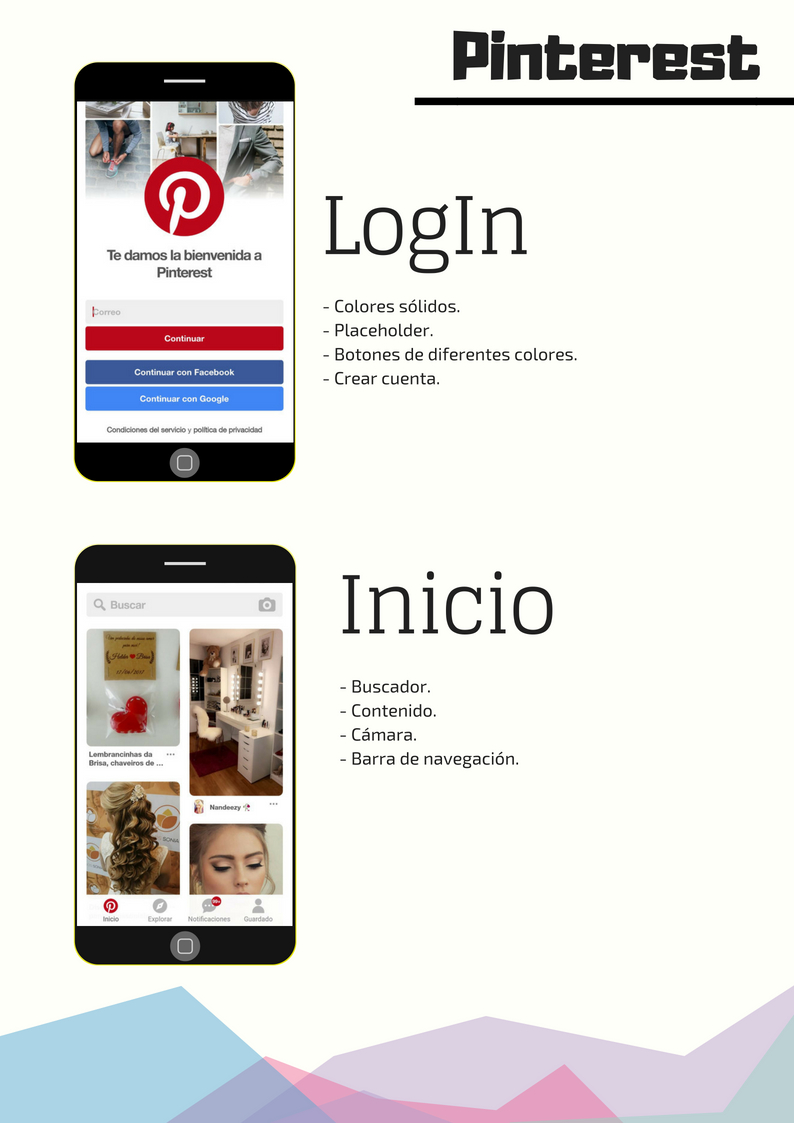 Pinterest
Te damos la bienvenida a
Pinterest
Correo
Continuar
Continuar con Facebook
Continuar con Google
Condiciones del servicio y política de privacidad
LogIn
- Colores sólidos.
- Placeholder.
- Botones de diferentes colores.
- Crear cuenta.
Buscar
Lembrancinhas da
Brisa, chaveiros de ...
Nandeezy
99+
Inicio
Explorar
Notificaciones
Guardado
Inicio
- Buscador.
- Contenido.
- Cámara.
- Barra de navegación.